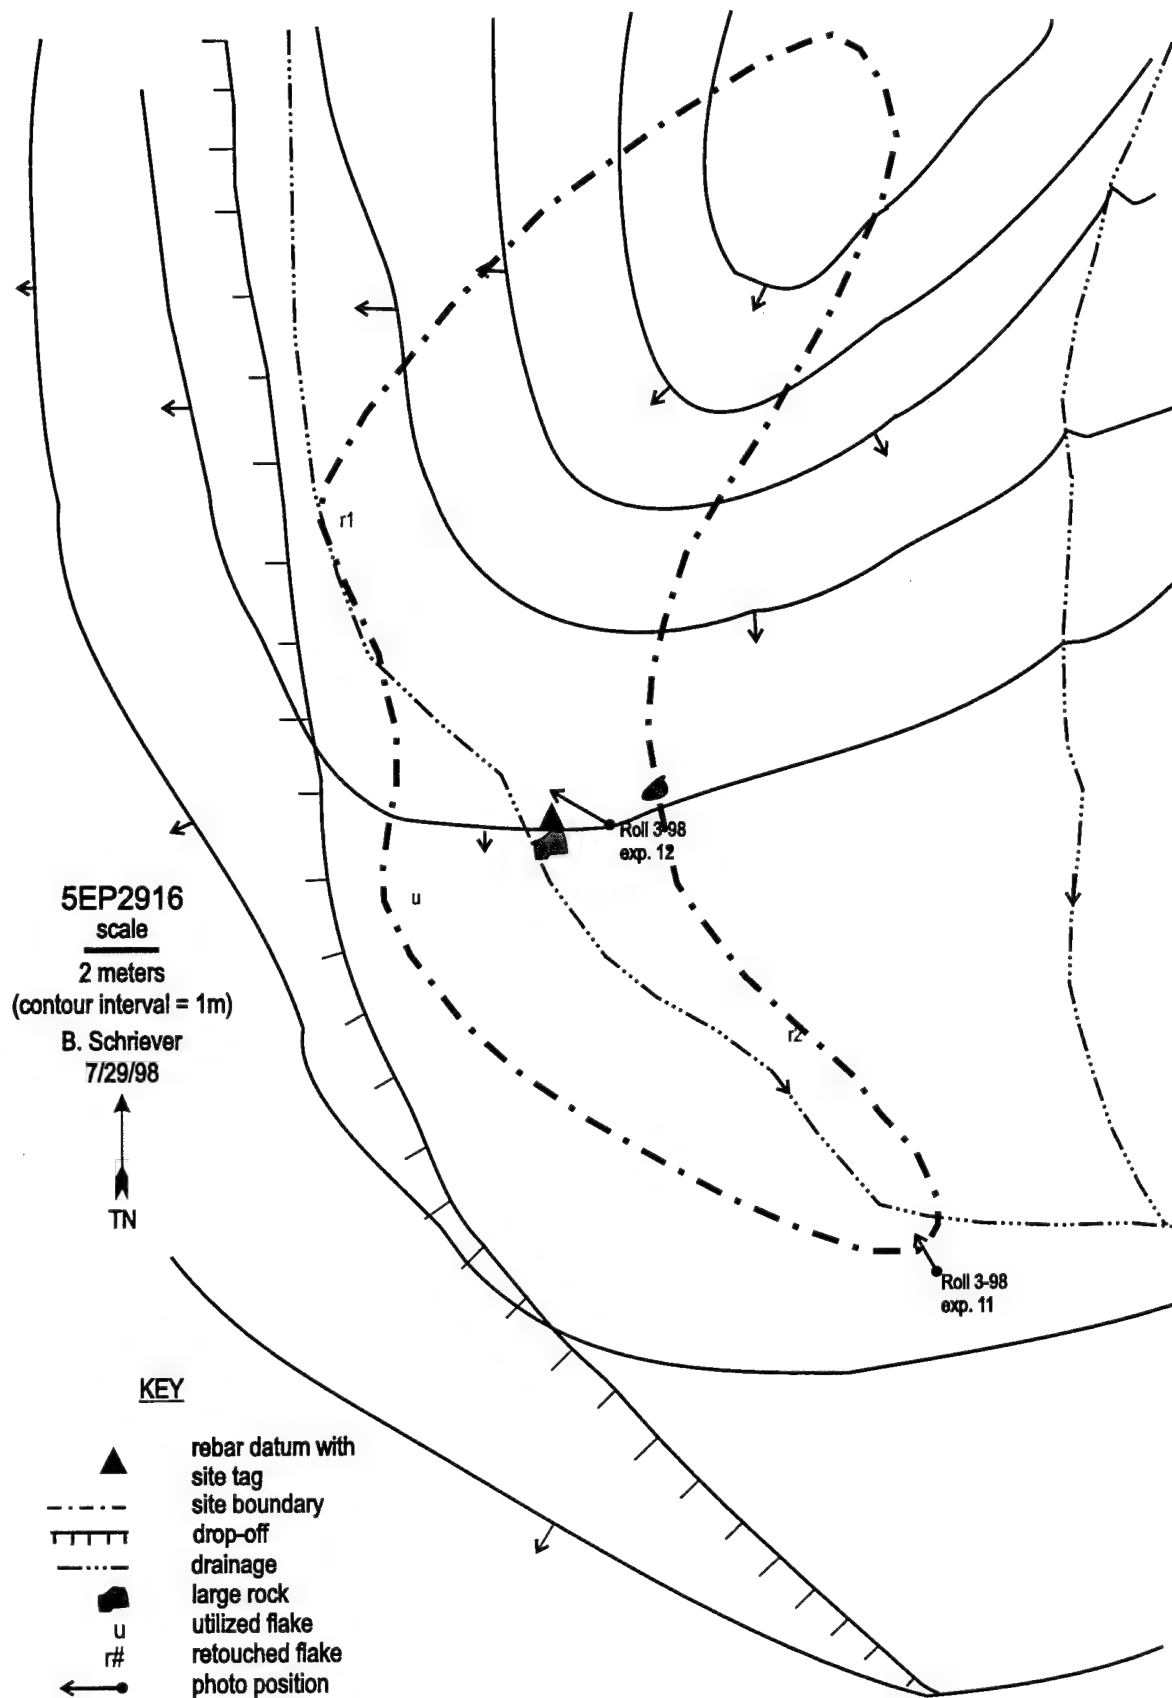 r1
Roll 3-98
exp. 12
u
5EP2916
scale
2 meters
(contour interval = 1m)
B. Schriever
7/29/98
TN
r2
Roll 3-98
exp. 11
KEY
rebar datum with
site tag
site boundary
drop-off
drainage
large rock
u utilized flake
r# retouched flake
photo position